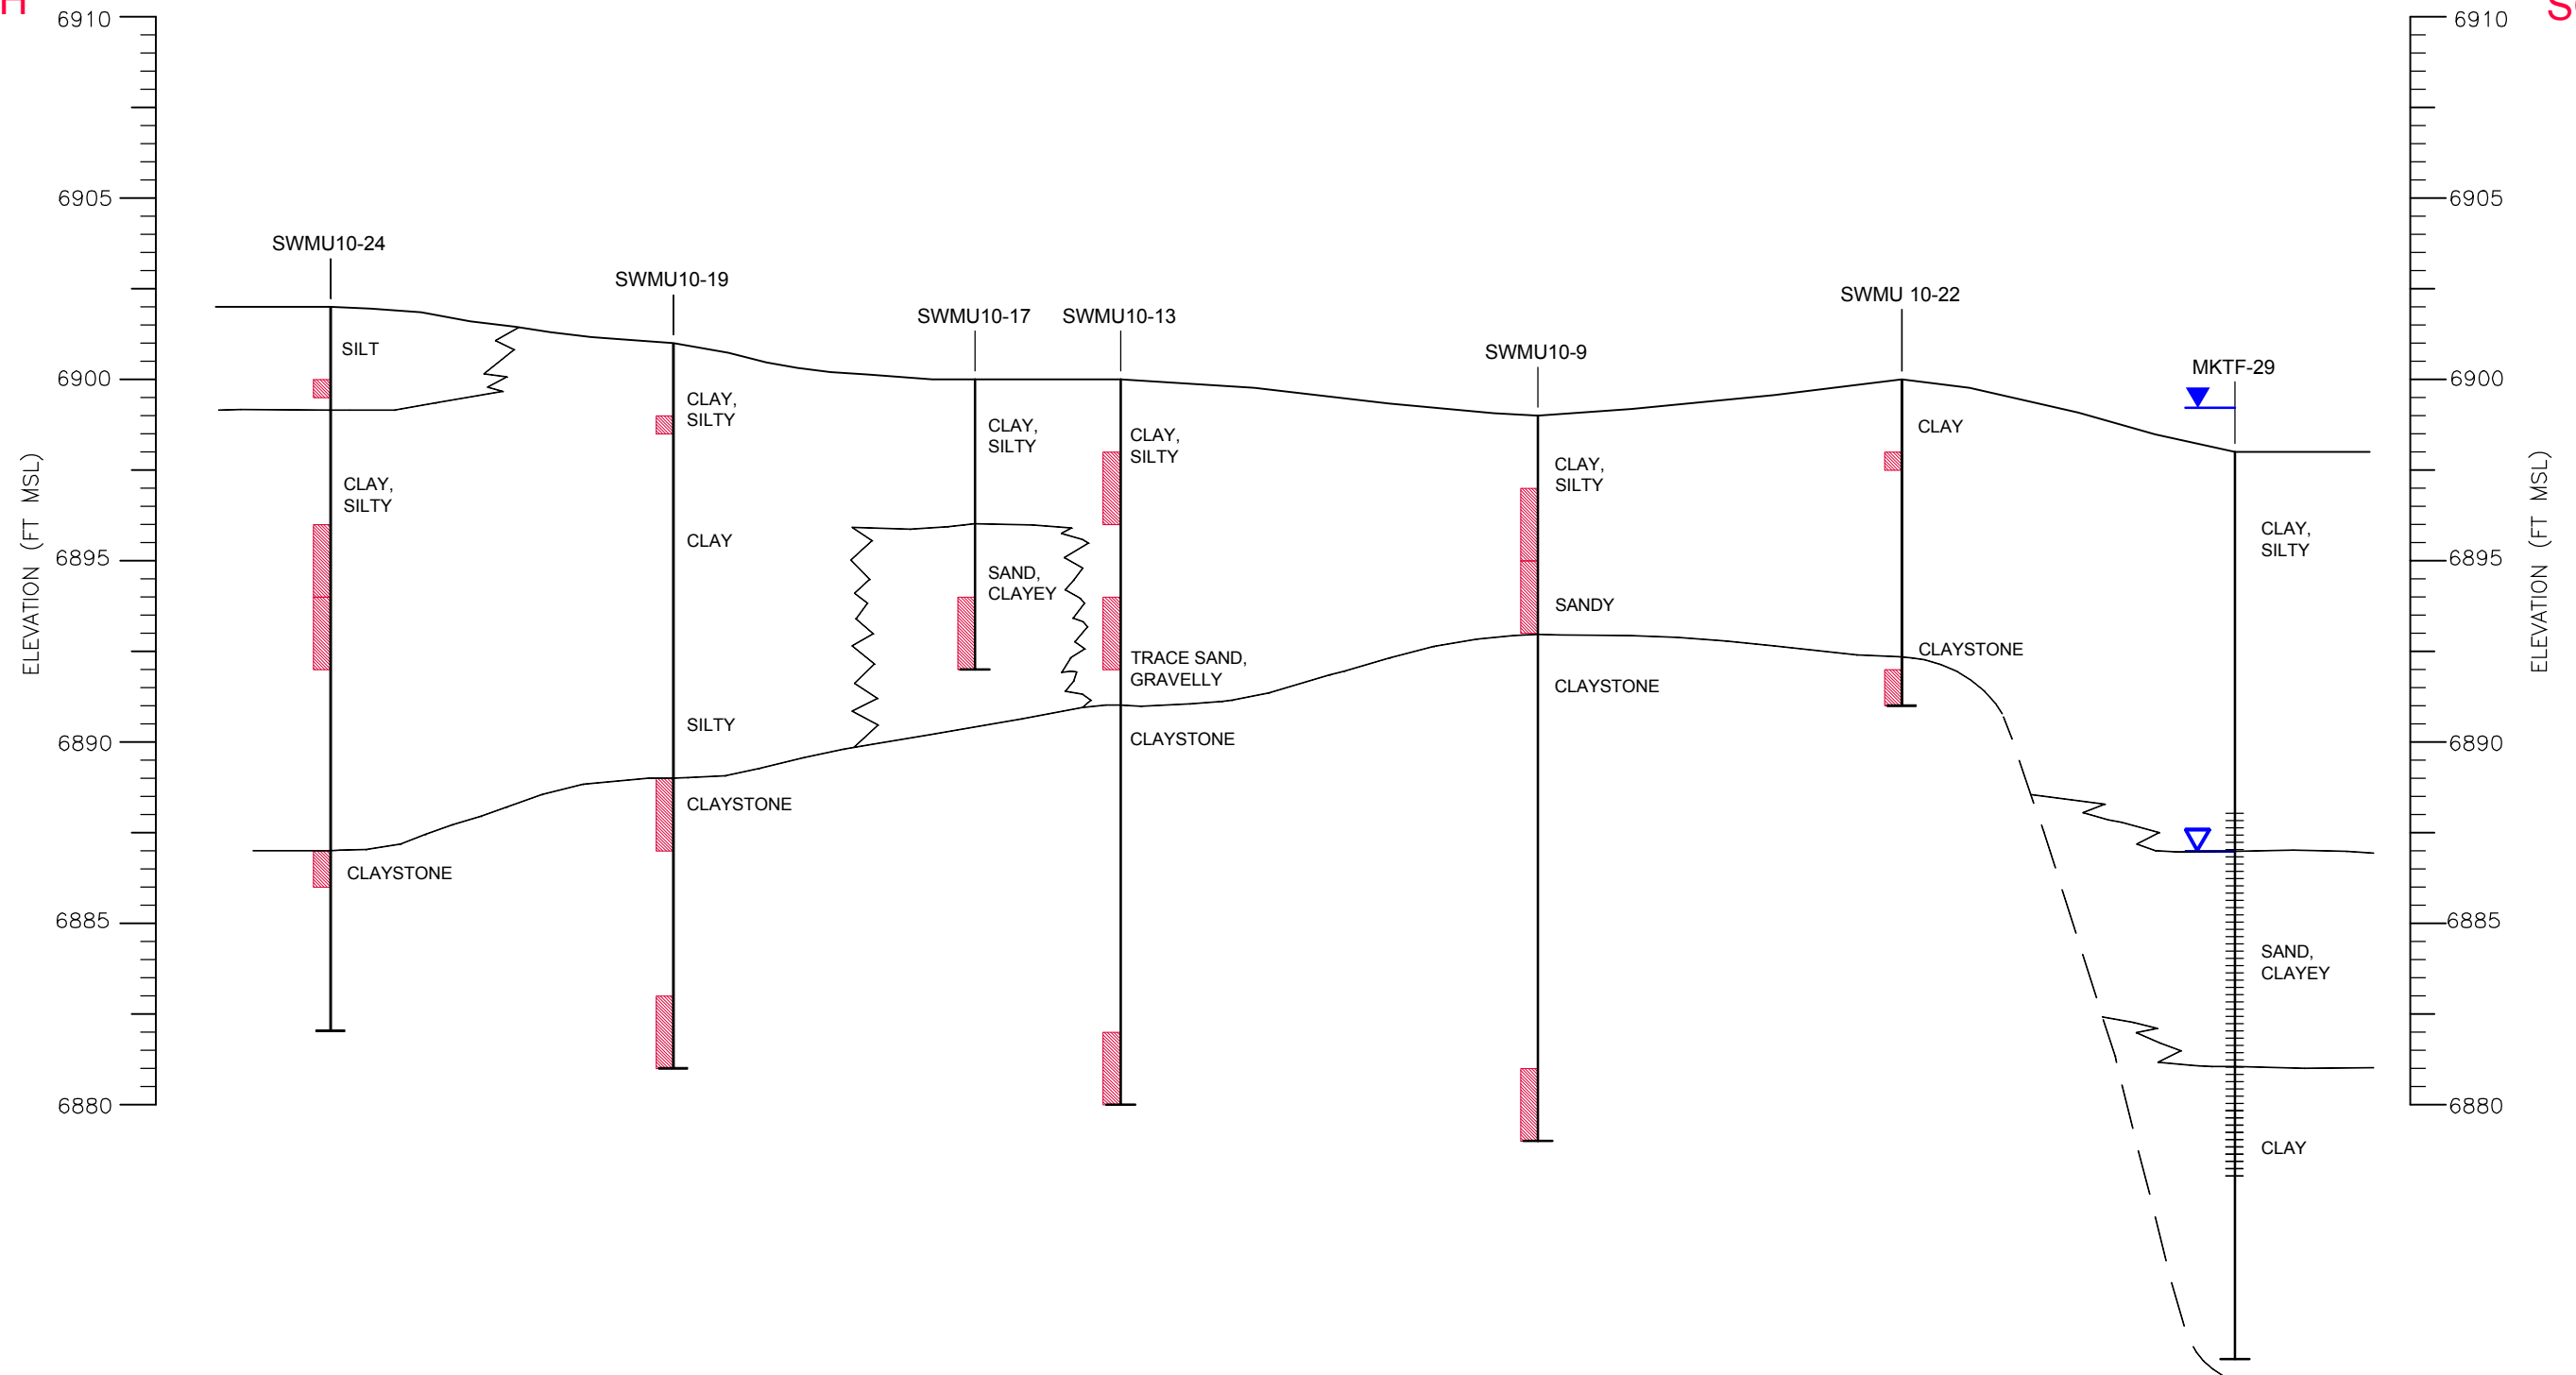 H
S
6910
6910
6905
6905
SWMU10-24
SWMU10-19
SWMU 10-22
SWMU10-17
SWMU10-13
SWMU10-9
MKTF-29
SILT
6900
6900
CLAY,
SILTY
CLAY,
SILTY
CLAY,
SILTY
CLAY
CLAY,
SILTY
CLAY,
SILTY
CLAY,
SILTY
ELEVATION (FT MSL)
ELEVATION (FT MSL)
6895
6895
CLAY
SAND,
CLAYEY
SANDY
TRACE SAND,
GRAVELLY
CLAYSTONE
CLAYSTONE
SILTY
6890
6890
CLAYSTONE
CLAYSTONE
CLAYSTONE
6885
6885
SAND,
CLAYEY
6880
6880
CLAY